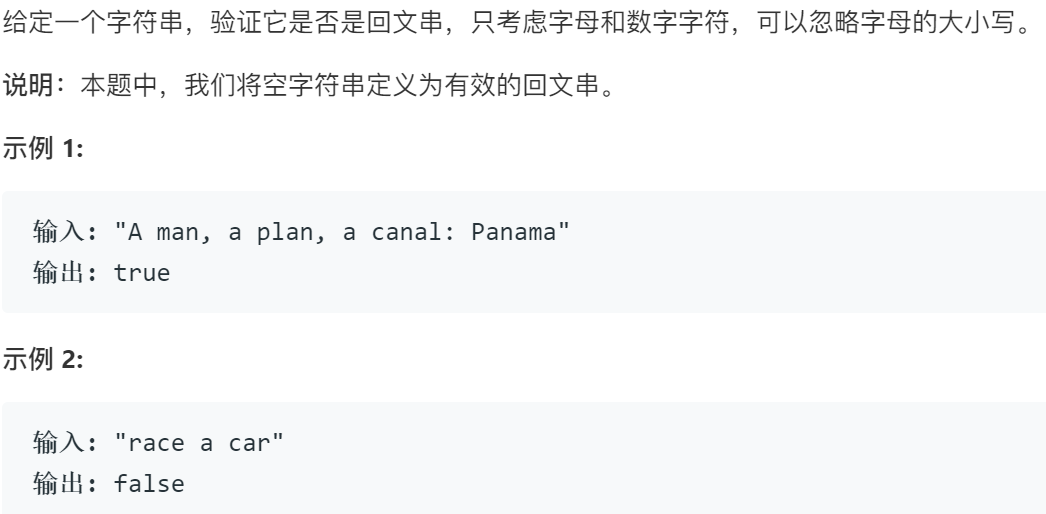 给定一个字符串，验证它是否是回文串，只考虑字母和数字字符，可以忽略字母的大小写。
说明：本题中，我们将空字符串定义为有效的回文串。
示例 1:
输入: "A man, a plan, a canal: Panama"
输出: true
示例 2:
输入: "race a car"
输出: false